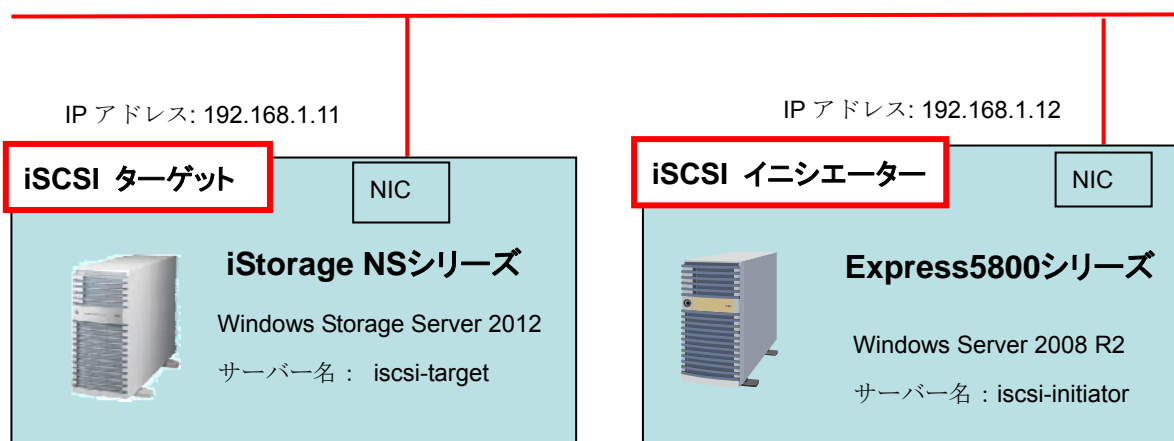 IP アドレス: 192.168.1.11
iSCSI ターゲット
NIC
iStorage NSシリーズ
Windows Storage Server 2012
サーバー名： iscsi-target
IP アドレス: 192.168.1.12
iSCSI イニシエーター
NIC
Express5800シリーズ
Windows Server 2008 R2
サーバー名：iscsi-initiator